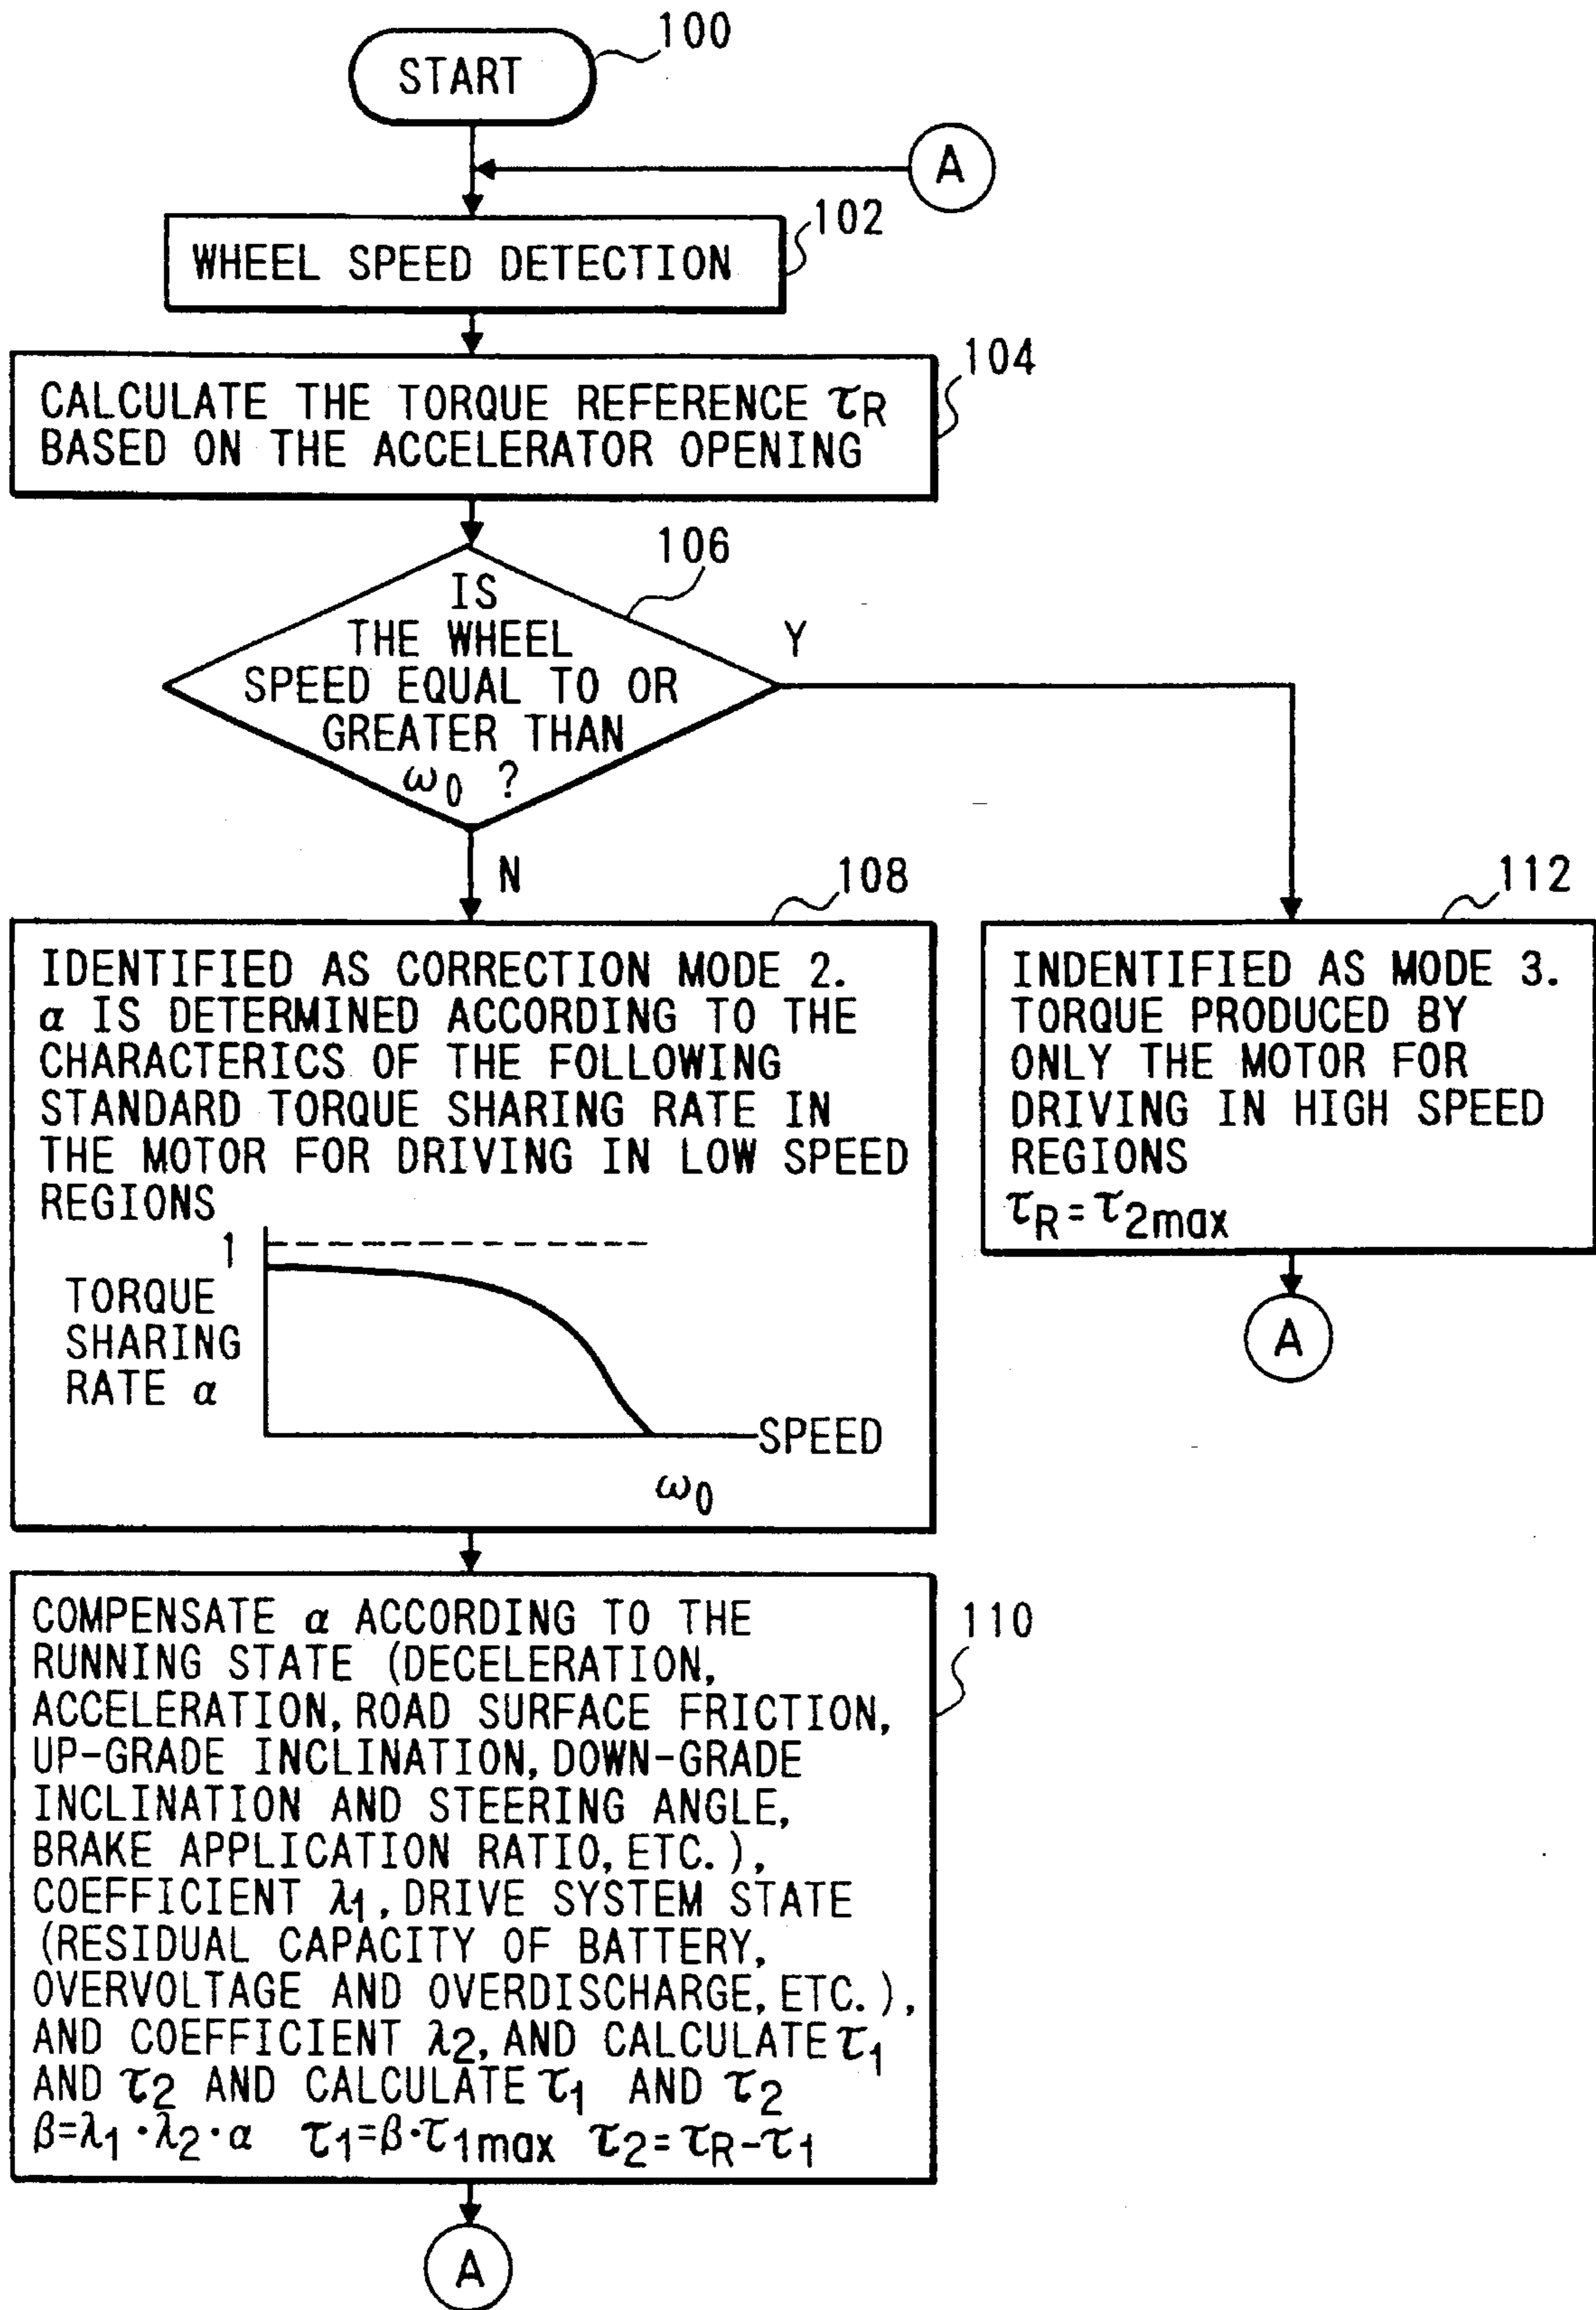 100
START
A
102
WHEEL SPEED DETECTION
104
CALCULATE THE TORQUE REFERENCE τR
BASED ON THE ACCELERATOR OPENING
106
IS
THE WHEEL
SPEED EQUAL TO OR
GREATER THAN
ω0 ?
Y
N
108
IDENTIFIED AS CORRECTION MODE 2.
α IS DETERMINED ACCORDING TO THE
CHARACTERICS OF THE FOLLOWING
STANDARD TORQUE SHARING RATE IN
THE MOTOR FOR DRIVING IN LOW SPEED
REGIONS
1
TORQUE
SHARING
RATE α
SPEED
ω0
112
INDENTIFIED AS MODE 3.
TORQUE PRODUCED BY
ONLY THE MOTOR FOR
DRIVING IN HIGH SPEED
REGIONS
τR=τ2max
A
110
COMPENSATE α ACCORDING TO THE
RUNNING STATE (DECELERATION,
ACCELERATION, ROAD SURFACE FRICTION,
UP-GRADE INCLINATION, DOWN-GRADE
INCLINATION AND STEERING ANGLE,
BRAKE APPLICATION RATIO, ETC.),
COEFFICIENT λ1, DRIVE SYSTEM STATE
(RESIDUAL CAPACITY OF BATTERY,
OVERVOLTAGE AND OVERDISCHARGE, ETC.),
AND COEFFICIENT λ2, AND CALCULATE τ1
AND τ2 AND CALCULATE τ1 AND τ2
β=λ1·λ2·α τ1=β·τ1max τ2=τR-τ1
A